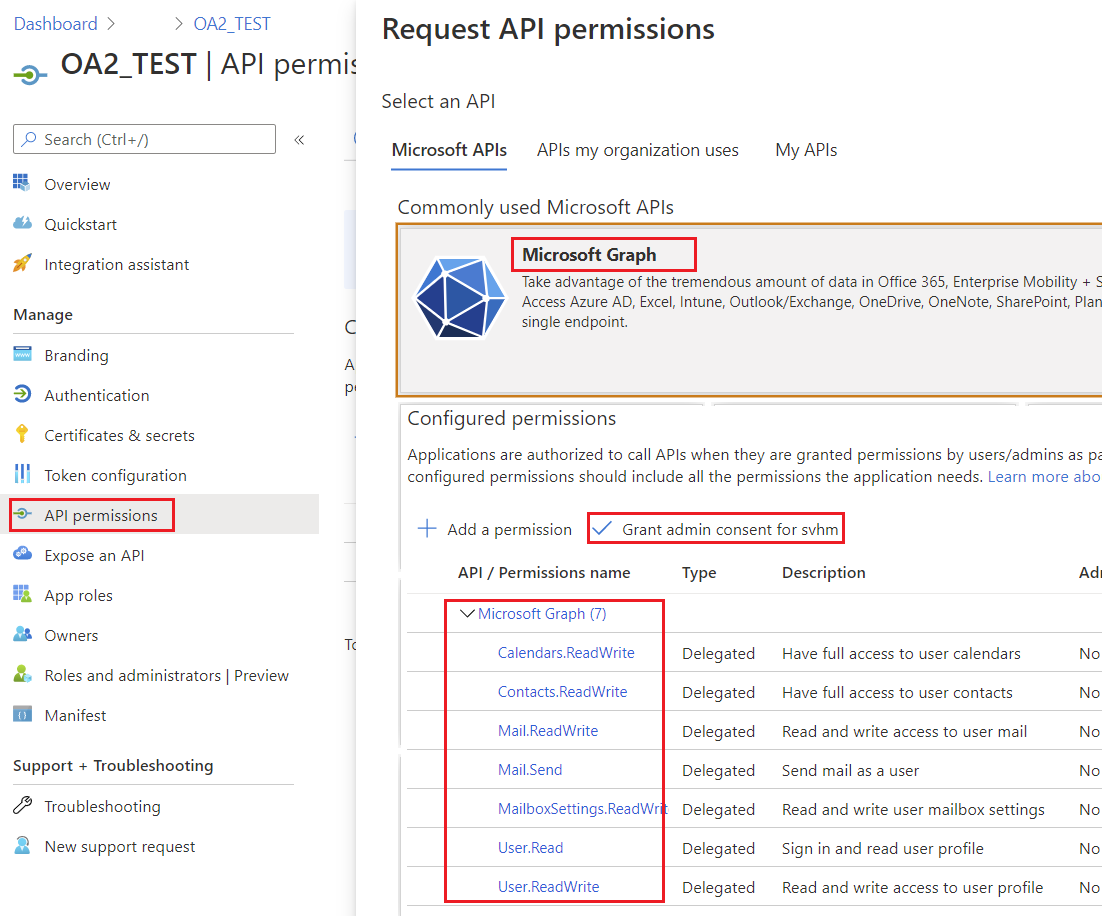 Dashboard > > OA2_TEST
OA2_TEST | API permis
Search (Ctrl+/)
«
Overview
Quickstart
Integration assistant
Manage
Branding
Authentication
Certificates & secrets
Token configuration
API permissions
Expose an API
App roles
Owners
Roles and administrators | Preview
Manifest
Support + Troubleshooting
Troubleshooting
New support request
C
A
pe
To
Request API permissions
Select an API
Microsoft APIs APIs my organization uses My APIs
Commonly used Microsoft APIs
Microsoft Graph
Take advantage of the tremendous amount of data in Office 365, Enterprise Mobility + S
Access Azure AD, Excel, Intune, Outlook/Exchange, OneDrive, OneNote, SharePoint, Plan
single endpoint.
Configured permissions
Applications are authorized to call APIs when they are granted permissions by users/admins as pa
configured permissions should include all the permissions the application needs. Learn more abo
Add a permission Grant admin consent for svhm
API / Permissions name Type Description Adm
Microsoft Graph (7)
Calendars.ReadWrite Delegated Have full access to user calendars No
Contacts.ReadWrite Delegated Have full access to user contacts No
Mail.ReadWrite Delegated Read and write access to user mail No
Mail.Send Delegated Send mail as a user No
MailboxSettings.ReadWrit Delegated Read and write user mailbox settings No
User.Read Delegated Sign in and read user profile No
User.ReadWrite Delegated Read and write access to user profile No